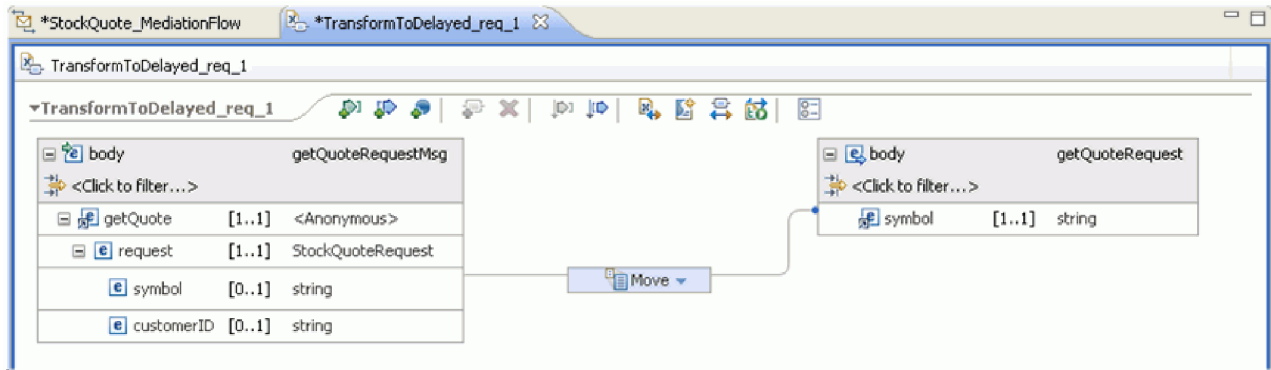 *StockQuote_MediationFlow *TransformToDelayed_req_1
TransformToDelayed_req_1
TransformToDelayed_req_1
body getQuoteRequestMsg
<Click to filter...>
getQuote [1..1] <Anonymous>
request [1..1] StockQuoteRequest
symbol [0..1] string
customerID [0..1] string
Move
body getQuoteRequest
<Click to filter...>
symbol [1..1] string